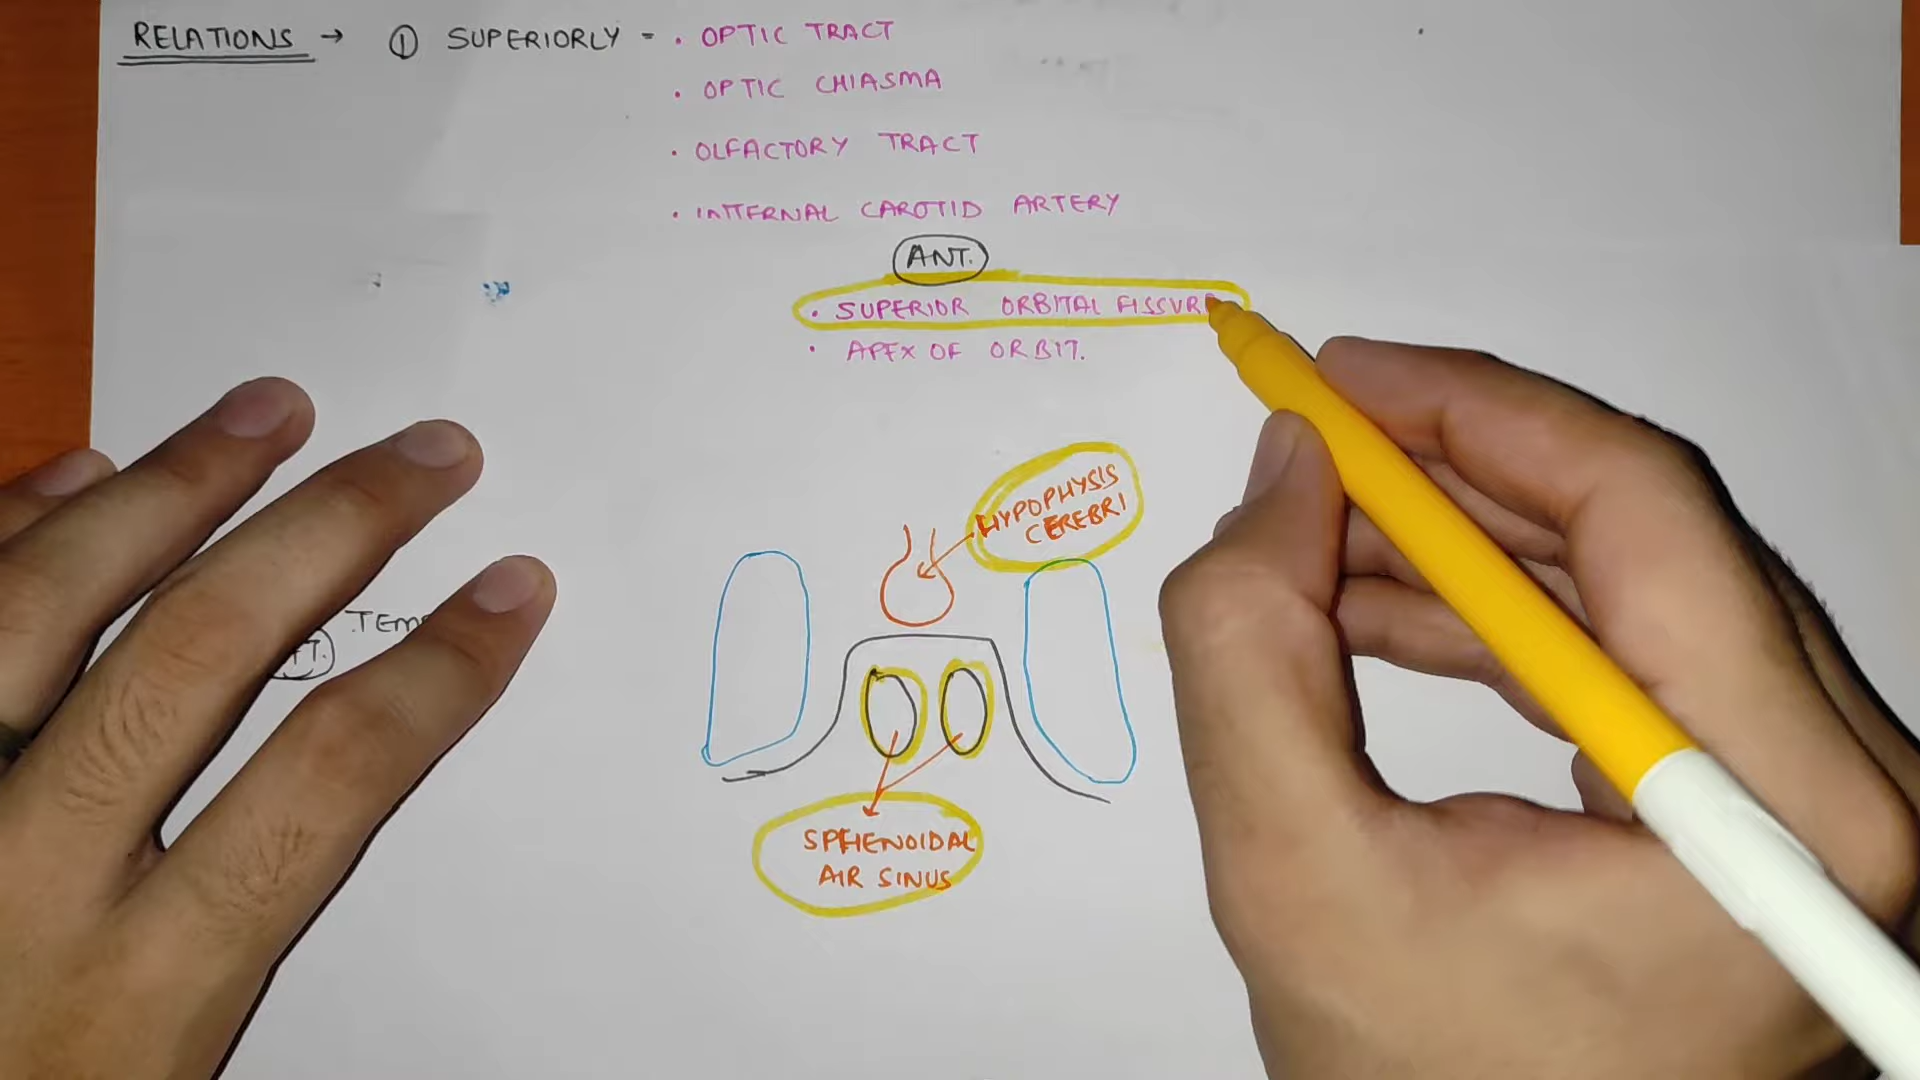 RELATIONS → ① SUPERIORLY - • OPTIC TRACT
• OPTIC CHIASMA
• OLFACTORY TRACT
• INTERNAL CAROTID ARTERY
ANT.
• SUPERIOR ORBITAL FISSURE
• APEX OF ORBIT.
HYPOPHYSIS
CEREBRI
SPHENOIDAL
AIR SINUS